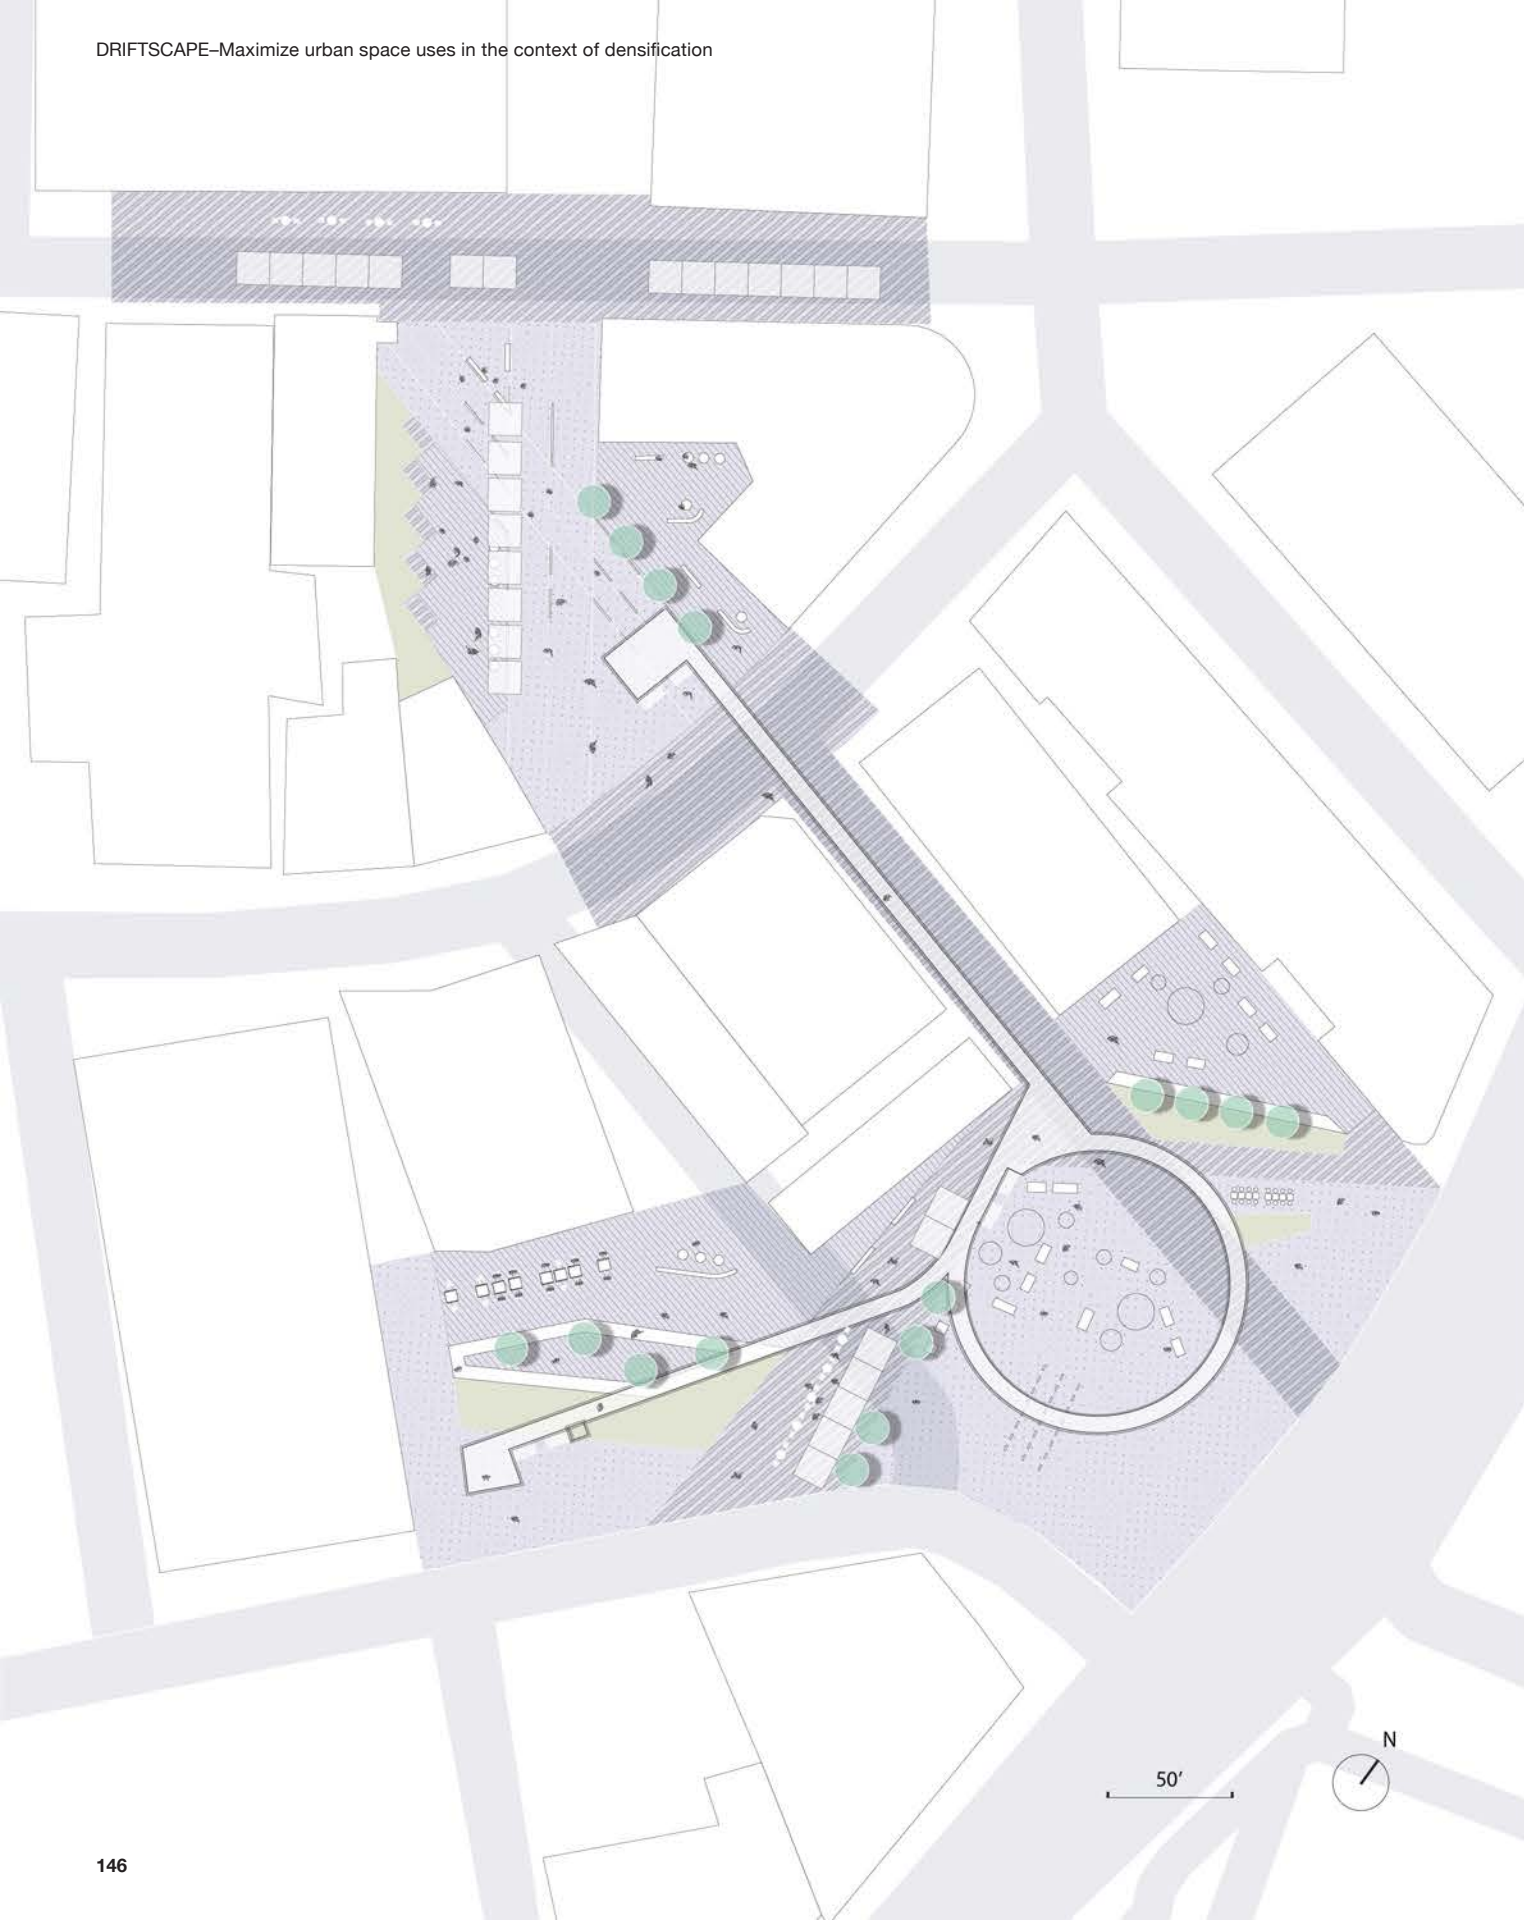 DRIFTSCAPE–Maximize urban space uses in the context of densification
N
50′
146